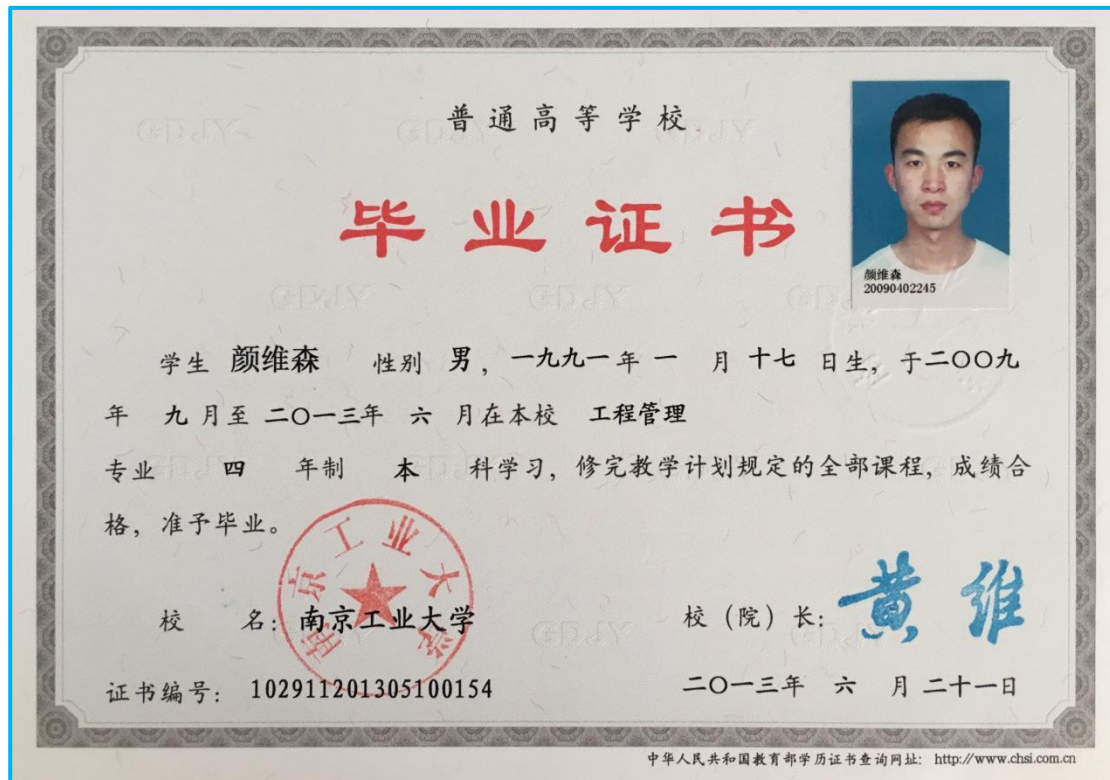 普通高等学校
毕业证书
颜维森
20090402245
学生 颜维森 性别 男，一九九一年 一 月 十七 日生，于二〇〇九
年 九 月至 二〇一三年 六 月在本校 工程管理
专业 四 年制 本 科学习，修完教学计划规定的全部课程，成绩合
格，准予毕业。
南京工业大学
校 名：南京工业大学 校（院）长：黄维
证书编号：102911201305100154 二〇一三年 六 月 二十一日
中华人民共和国教育部学历证书查询网址：http://www.chsi.com.cn